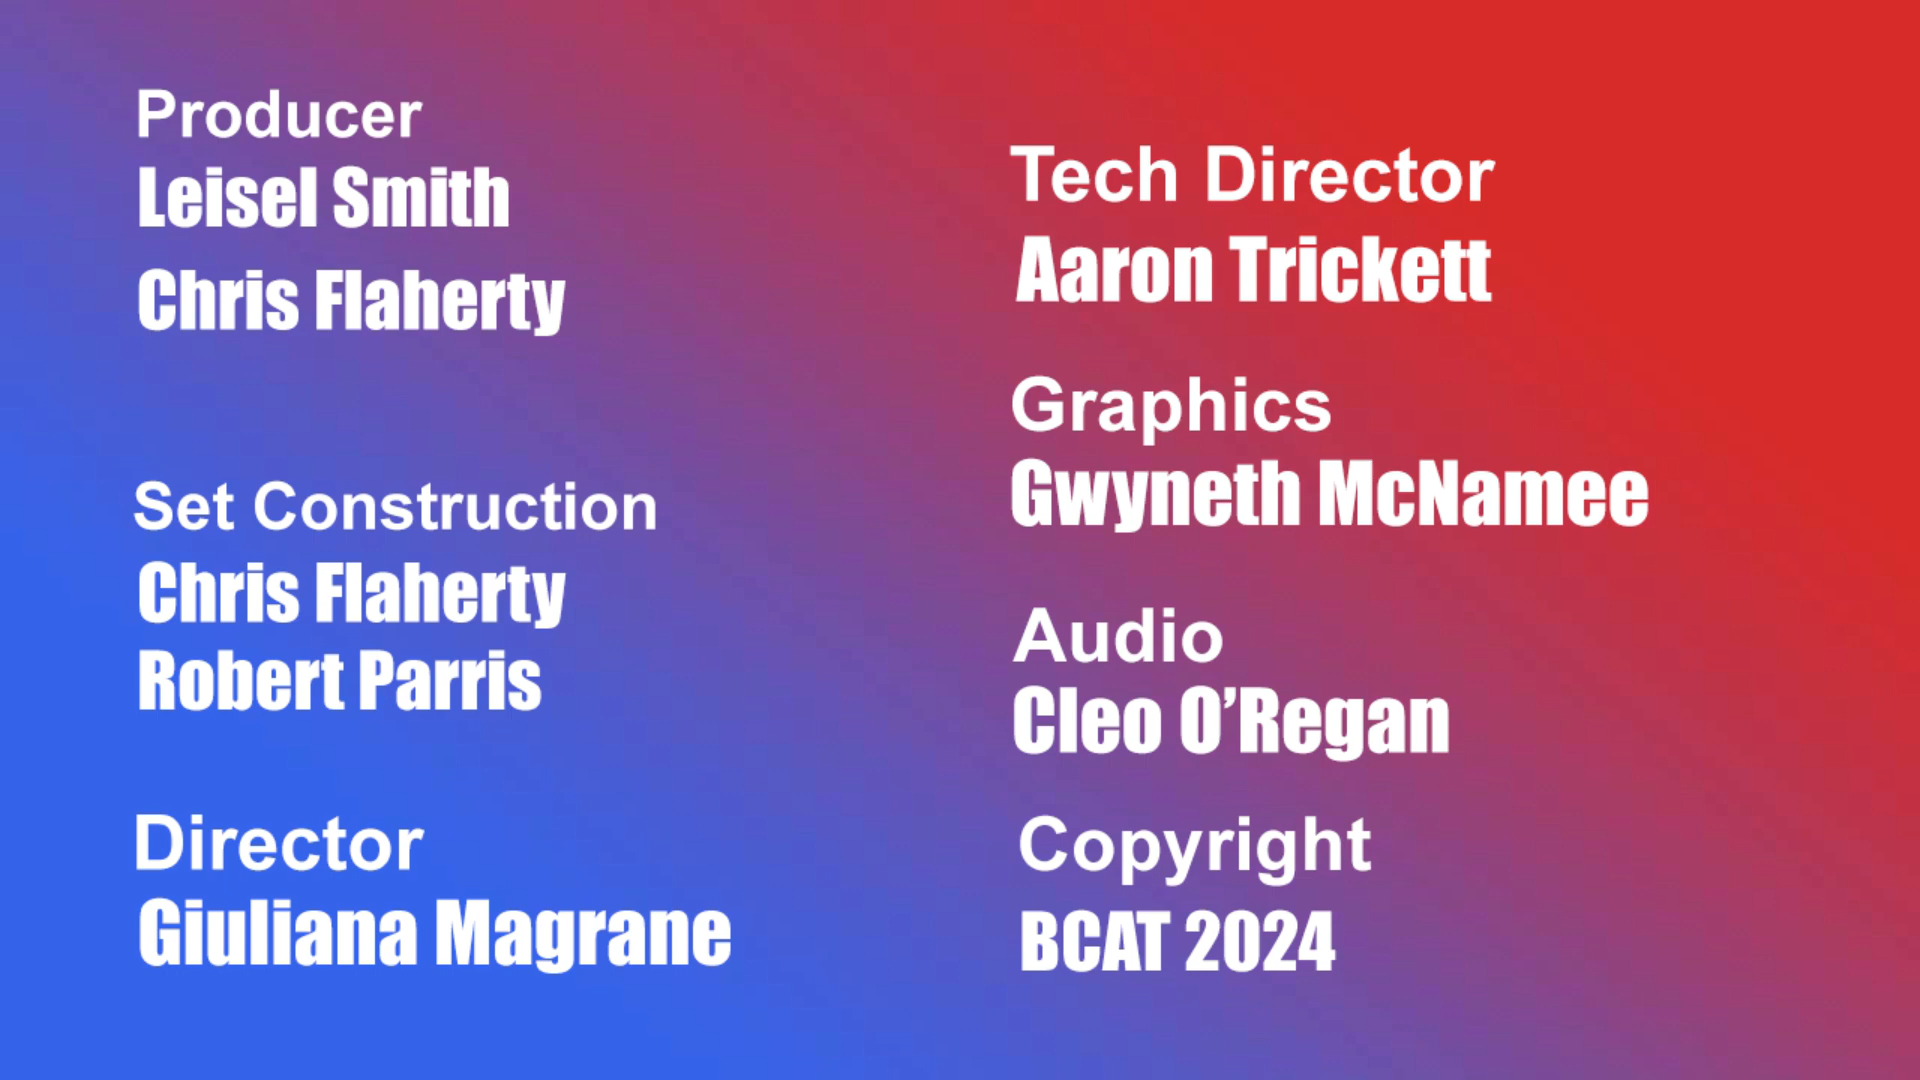 Producer
Leisel Smith
Chris Flaherty
Set Construction
Chris Flaherty
Robert Parris
Director
Giuliana Magrane
Tech Director
Aaron Trickett
Graphics
Gwyneth McNamee
Audio
Cleo O’Regan
Copyright
BCAT 2024